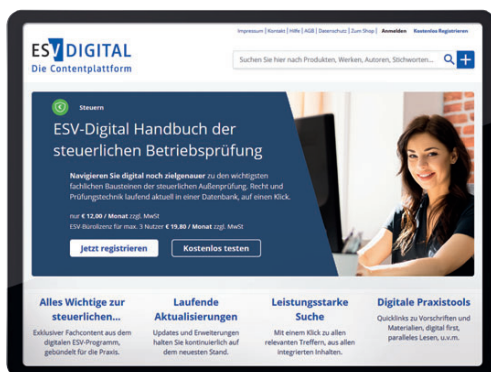 Impressum | Kontakt | Hilfe | AGB | Datenschutz | Zum Shop | Anmelden Kostenlos Registrieren
ESV DIGITAL
Die Contentplattform
Suchen Sie hier nach Produkten, Werken, Autoren, Stichworten...
Steuern
ESV-Digital Handbuch der
steuerlichen Betriebsprüfung
Navigieren Sie digital noch zielgenauer zu den wichtigsten
fachlichen Bausteinen der steuerlichen Außenprüfung. Recht und
Prüfungstechnik laufend aktuell in einer Datenbank, auf einen Klick.
nur € 12,00 / Monat zzgl. MwSt
ESV-Bürolizenz für max. 3 Nutzer € 19,80 / Monat zzgl. MwSt
Jetzt registrieren
Kostenlos testen
Alles Wichtige zur
steuerlichen...
Exklusiver Fachcontent aus dem
digitalen ESV-Programm,
gebündelt für die Praxis.
Laufende
Aktualisierungen
Updates und Erweiterungen
halten Sie kontinuierlich auf
dem neuesten Stand.
Leistungsstarke
Suche
Mit einem Klick zu allen
relevanten Treffern, aus allen
integrierten Inhalten.
Digitale Praxistools
Quicklinks zu Vorschriften und
Materialien, digital first,
paralleles Lesen, u.v.m.